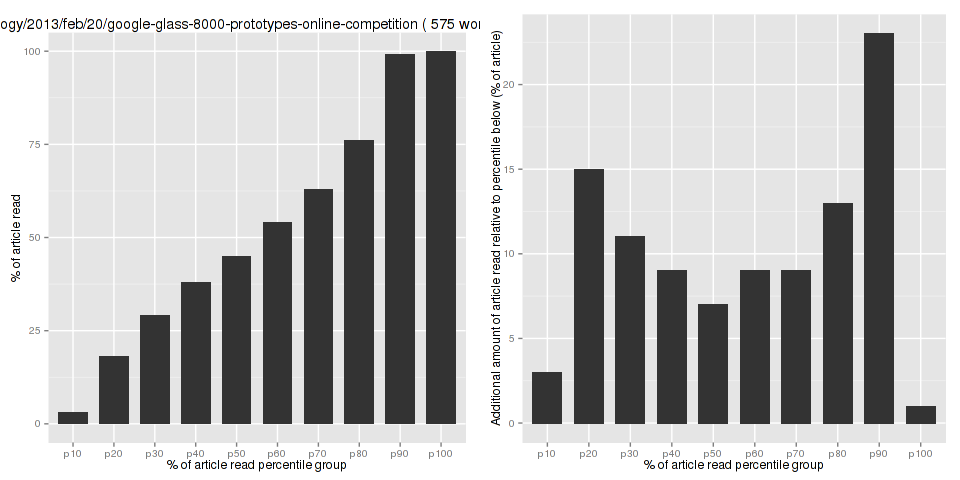 ogy/2013/feb/20/google-glass-8000-prototypes-online-competition ( 575 wor
% of article read
100
75
50
25
0
p10 p20 p30 p40 p50 p60 p70 p80 p90 p100
% of article read percentile group
Additional amount of article read relative to percentile below (% of article)
20
15
10
5
0
p10 p20 p30 p40 p50 p60 p70 p80 p90 p100
% of article read percentile group